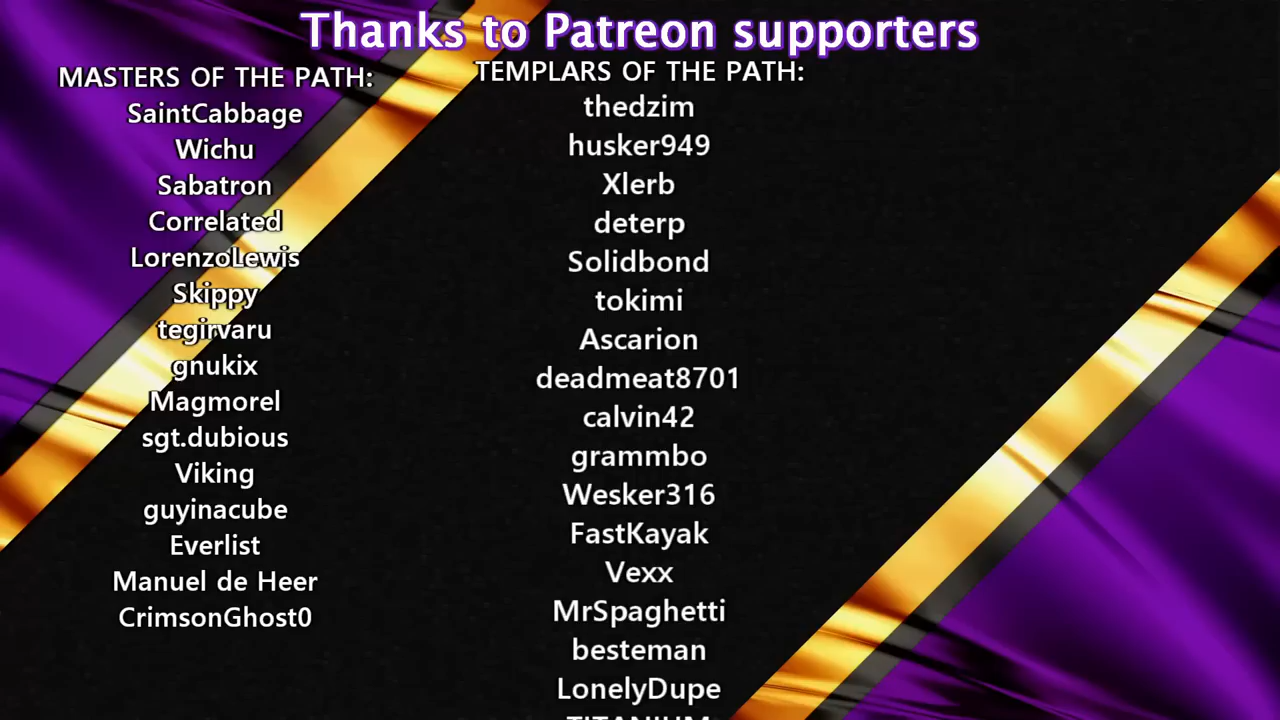 Thanks to Patreon supporters
MASTERS OF THE PATH:
SaintCabbage
Wichu
Sabatron
Correlated
LorenzoLewis
Skippy
tegirvaru
gnukix
Magmorel
sgt.dubious
Viking
guyinacube
Everlist
Manuel de Heer
CrimsonGhost0
TEMPLARS OF THE PATH:
thedzim
husker949
Xlerb
deterp
Solidbond
tokimi
Ascarion
deadmeat8701
calvin42
grammbo
Wesker316
FastKayak
Vexx
MrSpaghetti
besteman
LonelyDupe